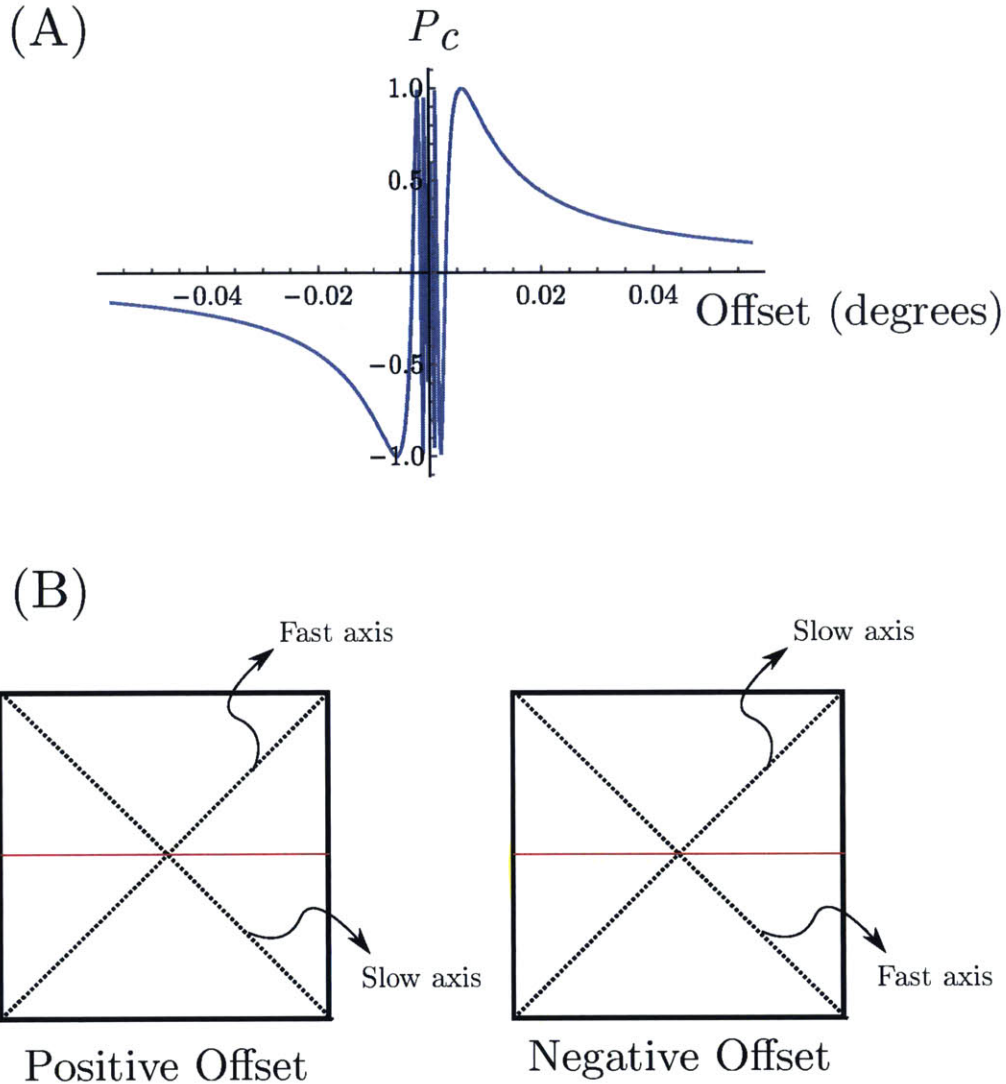 (A)
P_c
1.0
0.5
−0.04 −0.02 0.02 0.04
Offset (degrees)
−0.5
−1.0
(B)
Fast axis
Slow axis
Slow axis
Fast axis
Positive Offset
Negative Offset